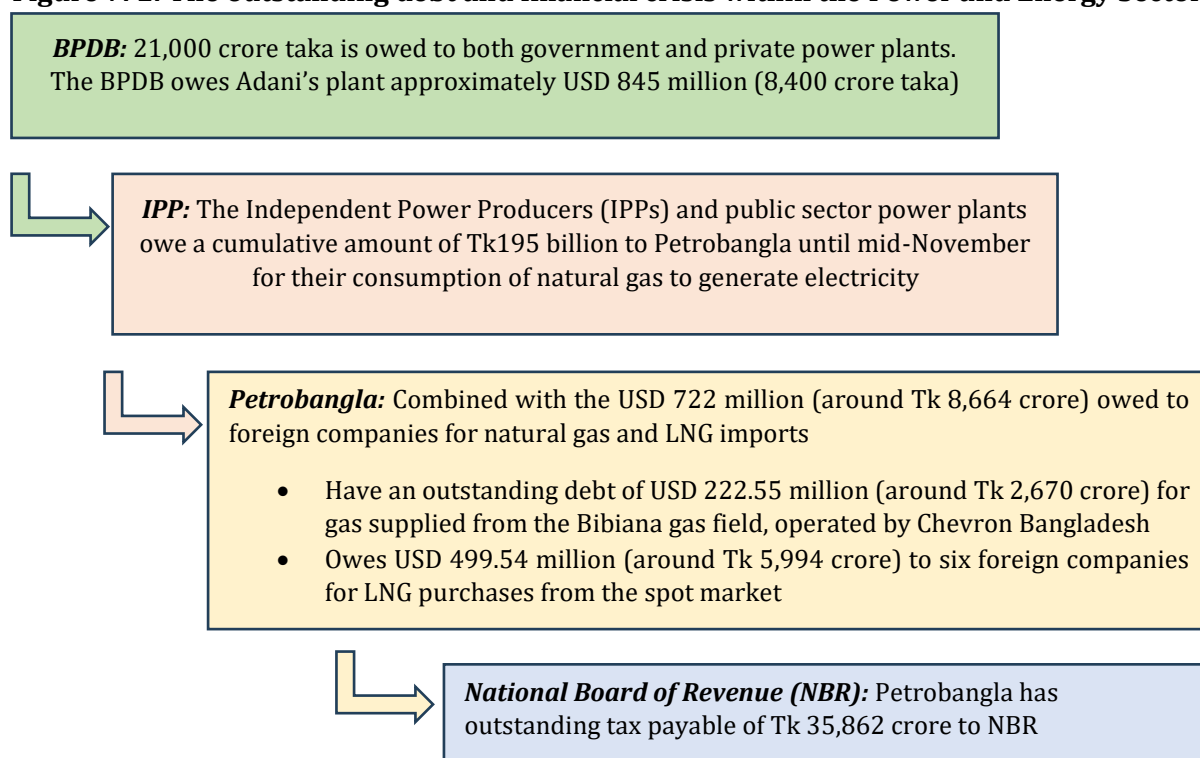 BPDB: 21,000 crore taka is owed to both government and private power plants.
The BPDB owes Adani's plant approximately USD 845 million (8,400 crore taka)
IPP: The Independent Power Producers (IPPs) and public sector power plants
owe a cumulative amount of Tk195 billion to Petrobangla until mid-November
for their consumption of natural gas to generate electricity
Petrobangla: Combined with the USD 722 million (around Tk 8,664 crore) owed to
foreign companies for natural gas and LNG imports
• Have an outstanding debt of USD 222.55 million (around Tk 2,670 crore) for
gas supplied from the Bibiana gas field, operated by Chevron Bangladesh
• Owes USD 499.54 million (around Tk 5,994 crore) to six foreign companies
for LNG purchases from the spot market
National Board of Revenue (NBR): Petrobangla has
outstanding tax payable of Tk 35,862 crore to NBR